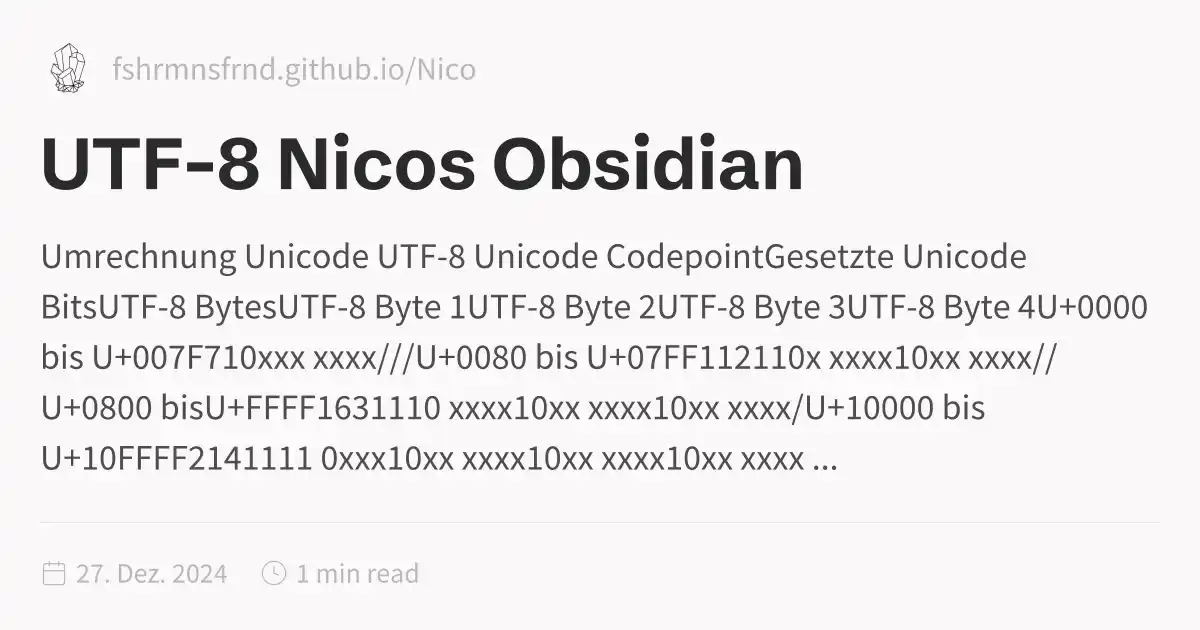 fshrmnsfrnd.github.io/Nico
UTF-8 Nicos Obsidian
Umrechnung Unicode UTF-8 Unicode CodepointGesetzte Unicode
BitsUTF-8 BytesUTF-8 Byte 1UTF-8 Byte 2UTF-8 Byte 3UTF-8 Byte 4U+0000
bis U+007F710xxx xxxx///U+0080 bis U+07FF112110x xxxx10xx xxxx//
U+0800 bisU+FFFF1631110 xxxx10xx xxxx10xx xxxx/U+10000 bis
U+10FFFF2141111 0xxx10xx xxxx10xx xxxx10xx xxxx ...
27. Dez. 2024 1 min read